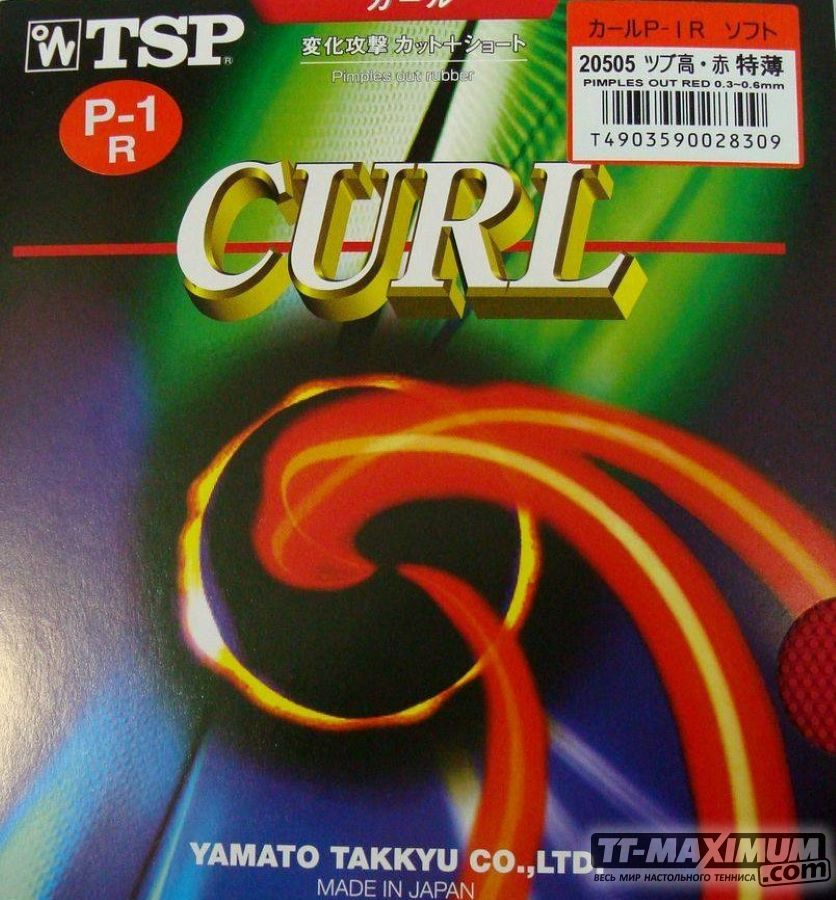 カール
TSP
変化攻撃 カット+ショート
Pimples out rubber
カールP-1R ソフト
20505 ツブ高・赤 特薄
PIMPLES OUT RED 0.3~0.6mm
T4903590028309
P-1
R
CURL
YAMATO TAKKYU CO.,LTD.
MADE IN JAPAN
TT-MAXIMUM
.com
ВЕСЬ МИР НАСТОЛЬНОГО ТЕННИСА